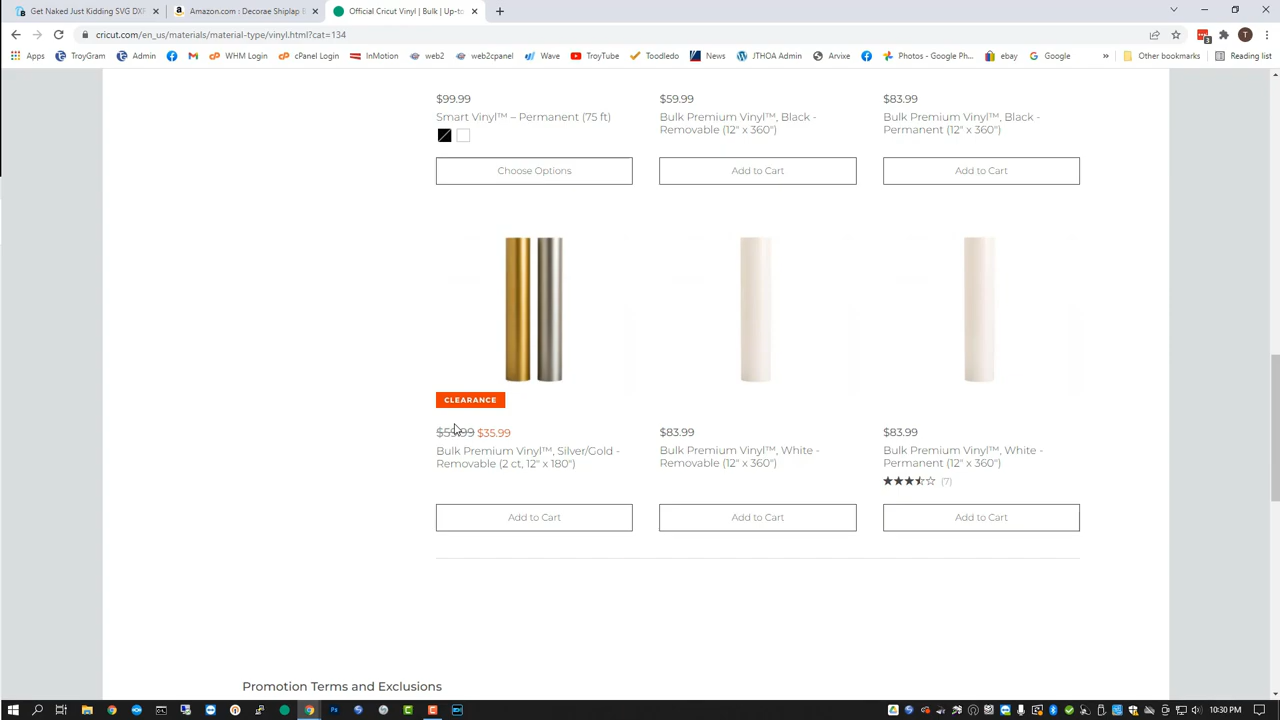 Get Naked Just Kidding SVG DXF
Amazon.com : Decorae Shiplap
Official Cricut Vinyl | Bulk | Up-to
cricut.com/en_us/materials/material-type/vinyl.html?cat=134
3
T
Apps
TroyGram
Admin
WHM Login
cPanel Login
InMotion
web2
web2cpanel
Wave
TroyTube
Toodledo
News
JTHOA Admin
Arvixe
Photos - Google Ph...
ebay
Google
»
Other bookmarks
Reading list
$99.99
Smart Vinyl™ – Permanent (75 ft)
Choose Options
$59.99
Bulk Premium Vinyl™, Black -
Removable (12" x 360")
Add to Cart
$83.99
Bulk Premium Vinyl™, Black -
Permanent (12" x 360")
Add to Cart
CLEARANCE
$59.99 $35.99
Bulk Premium Vinyl™, Silver/Gold -
Removable (2 ct, 12" x 180")
Add to Cart
$83.99
Bulk Premium Vinyl™, White -
Removable (12" x 360")
Add to Cart
$83.99
Bulk Premium Vinyl™, White -
Permanent (12" x 360")
(7)
Add to Cart
Promotion Terms and Exclusions
10:30 PM